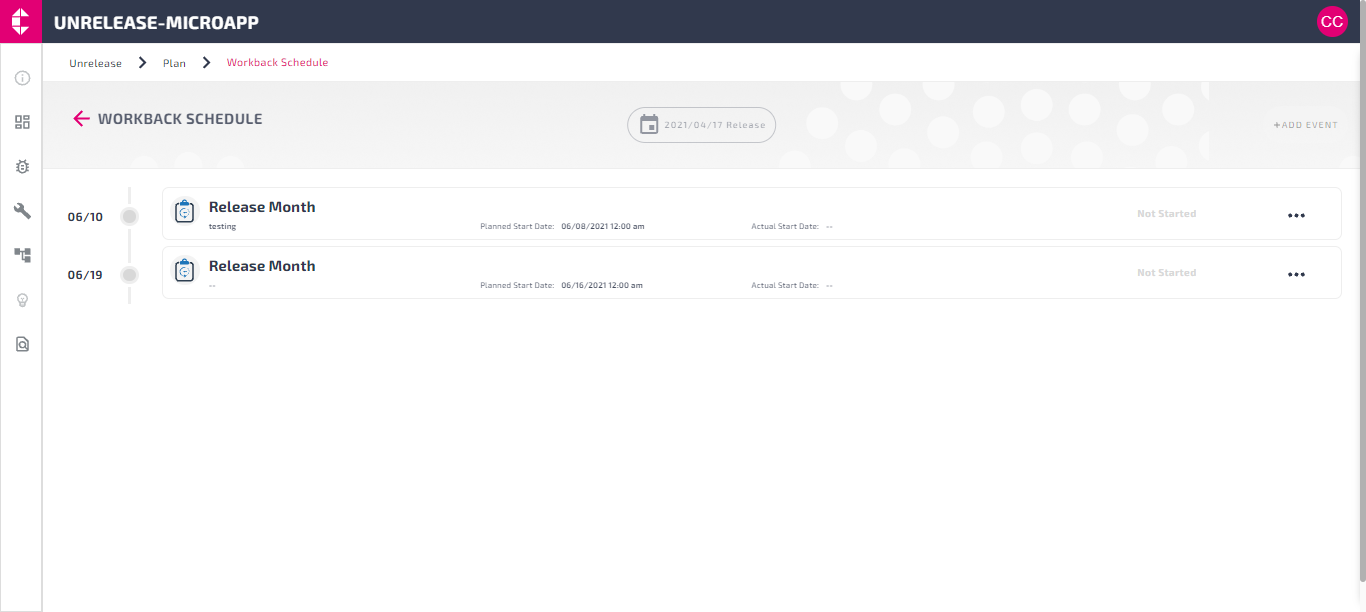 UNRELEASE-MICROAPP
CC
Unrelease Plan Workback Schedule
WORKBACK SCHEDULE
2021/04/17 Release
+ADD EVENT
06/10
Release Month
testing
Planned Start Date: 06/08/2021 12:00 am
Actual Start Date: --
Not Started
06/19
Release Month
--
Planned Start Date: 06/16/2021 12:00 am
Actual Start Date: --
Not Started